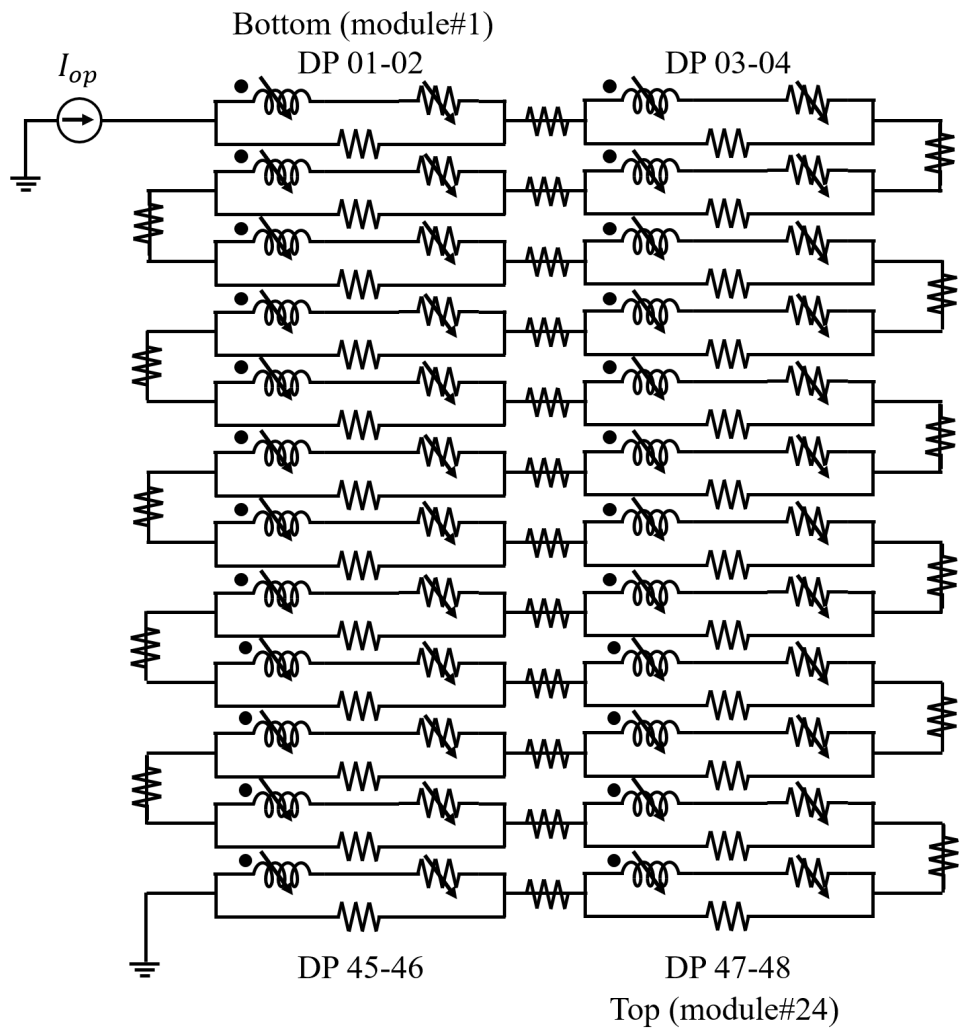 Bottom (module#1)
I_op
DP 01-02
DP 03-04
DP 45-46
DP 47-48
Top (module#24)